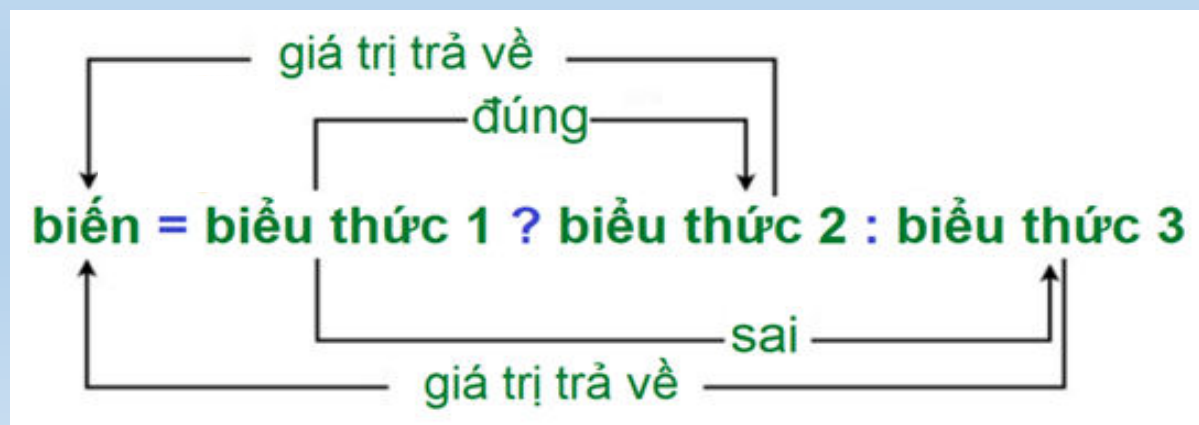 giá trị trả về
đúng
biến = biểu thức 1 ? biểu thức 2 : biểu thức 3
sai
giá trị trả về